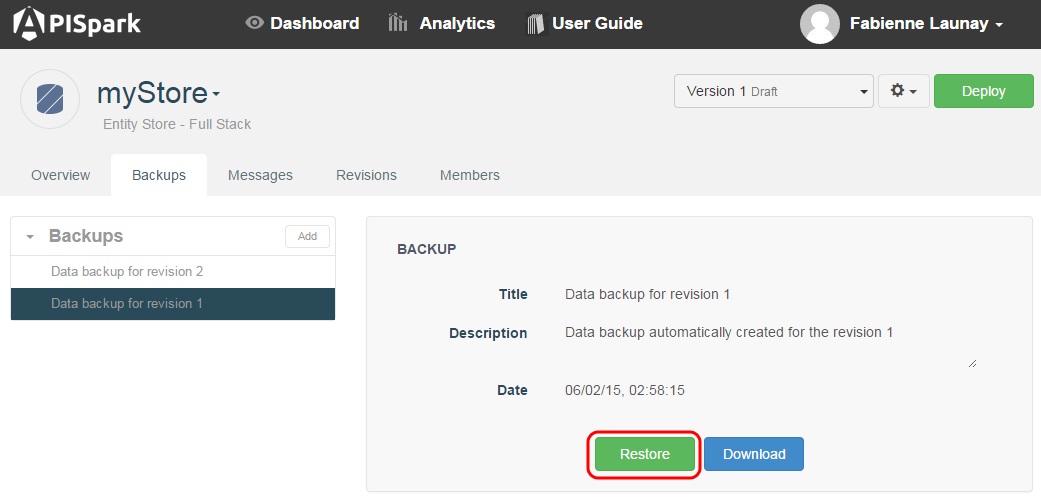 APISpark Dashboard Analytics User Guide Fabienne Launay
myStore
Entity Store - Full Stack
Version 1 Draft
Deploy
Overview Backups Messages Revisions Members
Backups
Add
Data backup for revision 2
Data backup for revision 1
BACKUP
Title Data backup for revision 1
Description Data backup automatically created for the revision 1
Date 06/02/15, 02:58:15
Restore Download